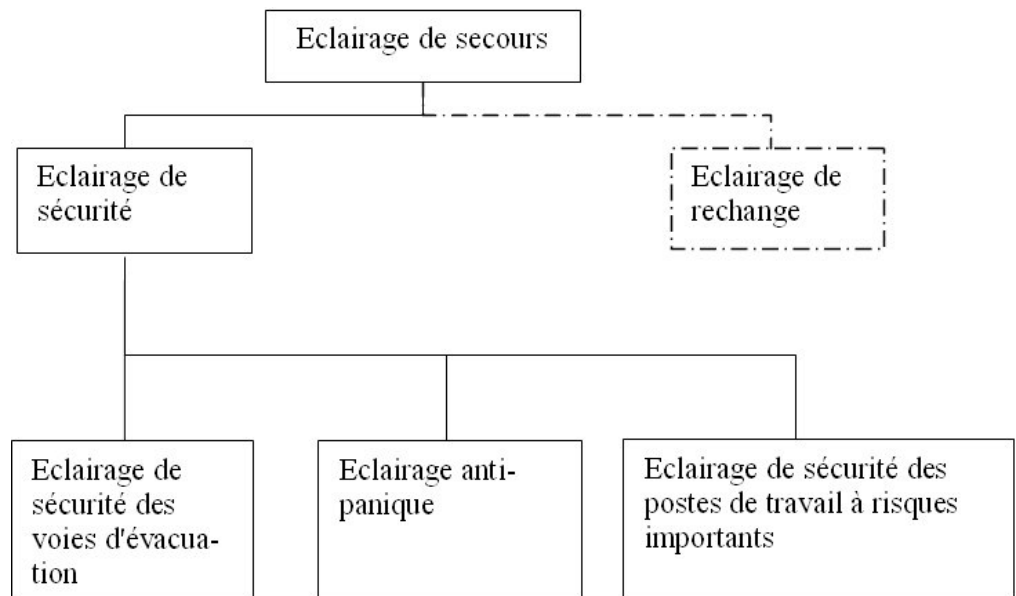 Eclairage de secours
Eclairage de
sécurité
Eclairage de
rechange
Eclairage de
sécurité des
voies d'évacua-
tion
Eclairage anti-
panique
Eclairage de sécurité des
postes de travail à risques
importants